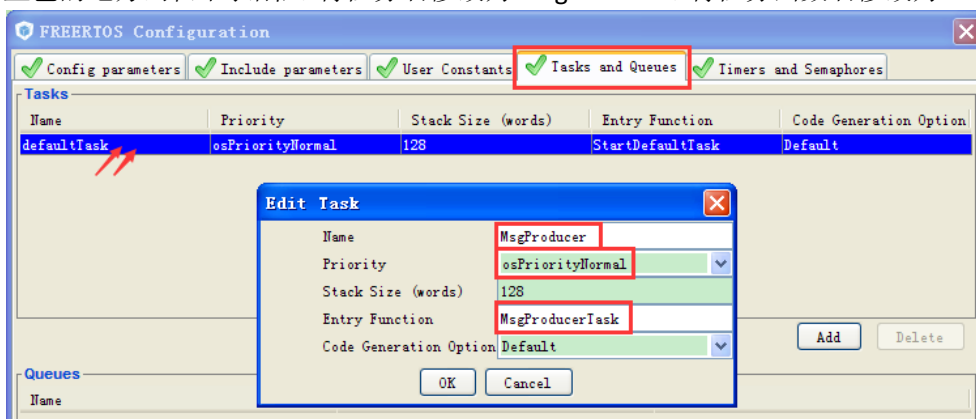 FREERTOS Configuration
Config parameters Include parameters User Constants Tasks and Queues Timers and Semaphores
Tasks
Name Priority Stack Size (words) Entry Function Code Generation Option
defaultTask osPriorityNormal 128 StartDefaultTask Default
Edit Task
Name MsgProducer
Priority osPriorityNormal
Stack Size (words) 128
Entry Function MsgProducerTask
Code Generation Option Default
Add Delete
OK Cancel
Queues
Name